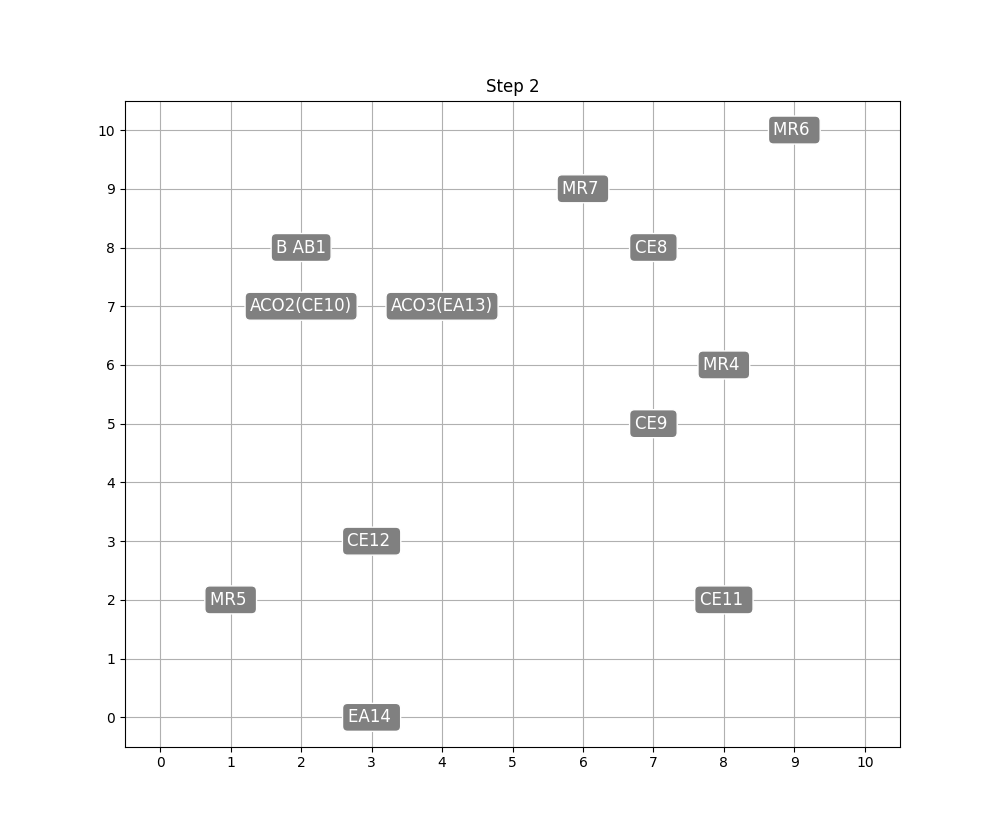 Step 2
10
MR6
9
MR7
8
B AB1
CE8
7
ACO2(CE10)
ACO3(EA13)
6
MR4
5
CE9
4
3
CE12
2
MR5
CE11
1
0
EA14
0 1 2 3 4 5 6 7 8 9 10